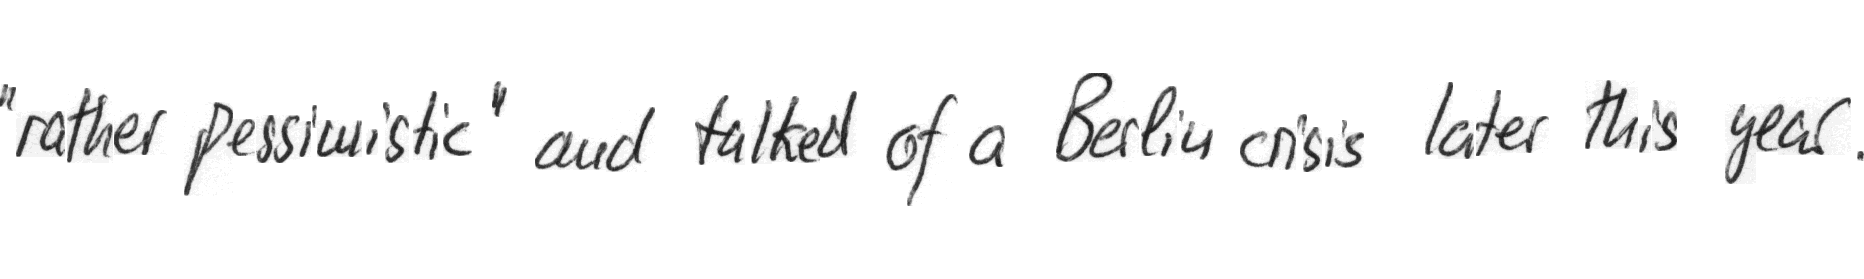 "rather pessimistic" and talked of a Berlin crisis later this year.